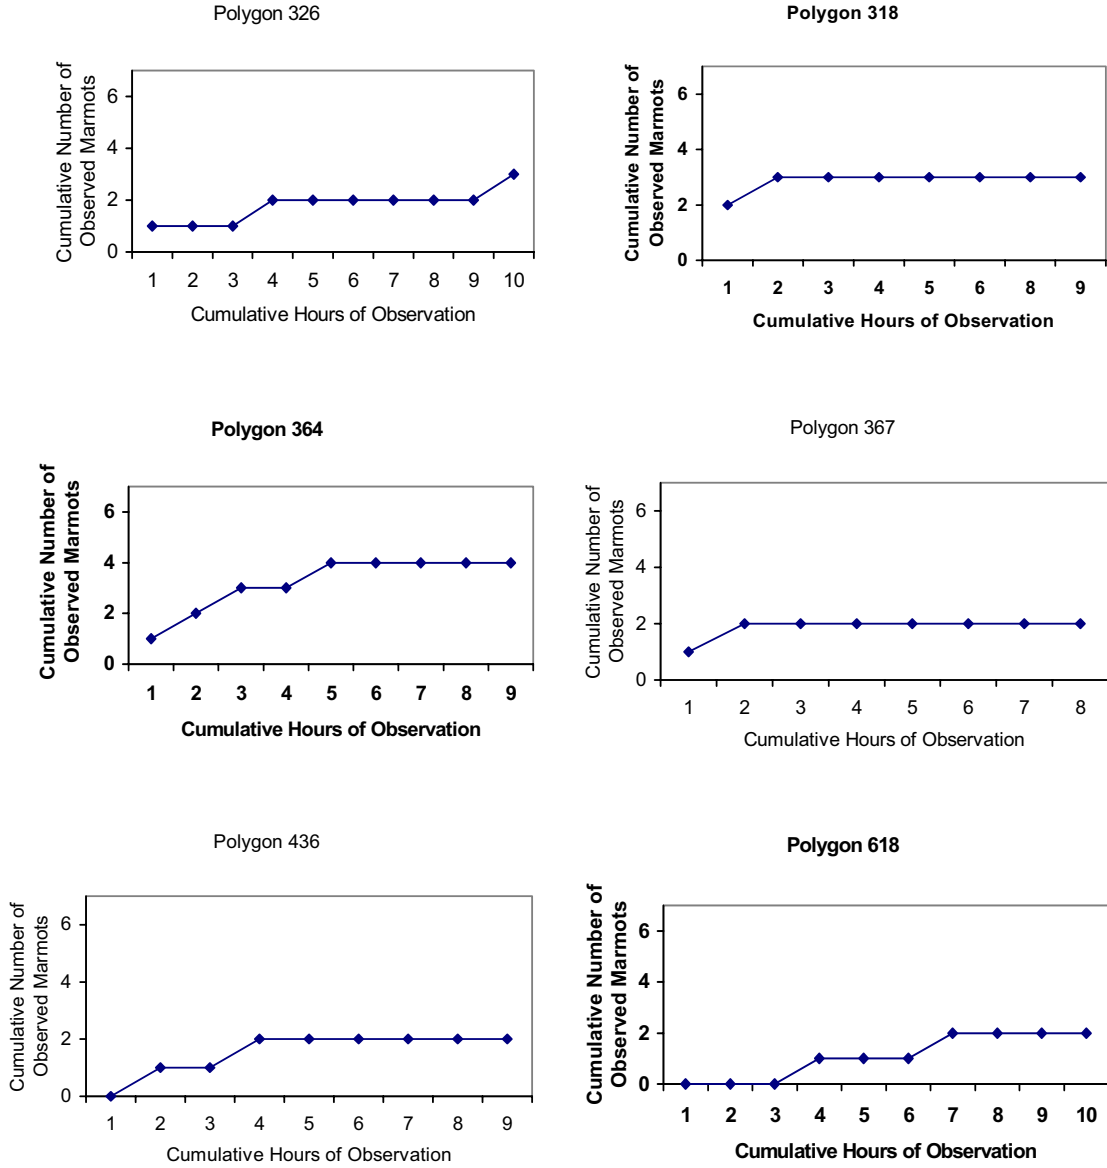 Polygon 326
Cumulative Number of
Observed Marmots
6
4
2
0
1 2 3 4 5 6 7 8 9 10
Cumulative Hours of Observation
Polygon 318
Cumulative Number of
Observed Marmots
6
4
2
0
1 2 3 4 5 6 8 9
Cumulative Hours of Observation
Polygon 364
Cumulative Number of
Observed Marmots
6
4
2
0
1 2 3 4 5 6 7 8 9
Cumulative Hours of Observation
Polygon 367
Cumulative Number of
Observed Marmots
6
4
2
0
1 2 3 4 5 6 7 8
Cumulative Hours of Observation
Polygon 436
Cumulative Number of
Observed Marmots
6
4
2
0
1 2 3 4 5 6 7 8 9
Cumulative Hours of Observation
Polygon 618
Cumulative Number of
Observed Marmots
6
4
2
0
1 2 3 4 5 6 7 8 9 10
Cumulative Hours of Observation